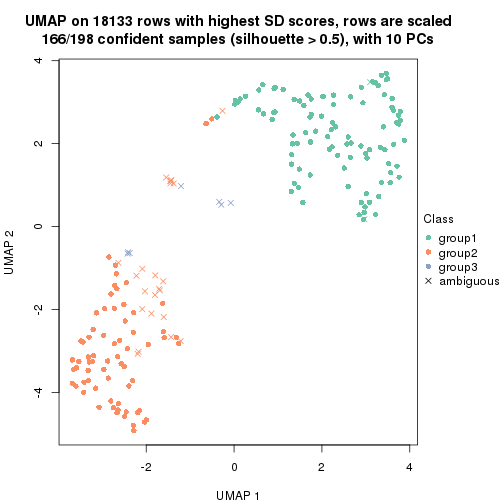 UMAP on 18133 rows with highest SD scores, rows are scaled
166/198 confident samples (silhouette > 0.5), with 10 PCs
4
2
0
-2
-4
UMAP 2
-2
0
2
4
UMAP 1
Class
group1
group2
group3
ambiguous